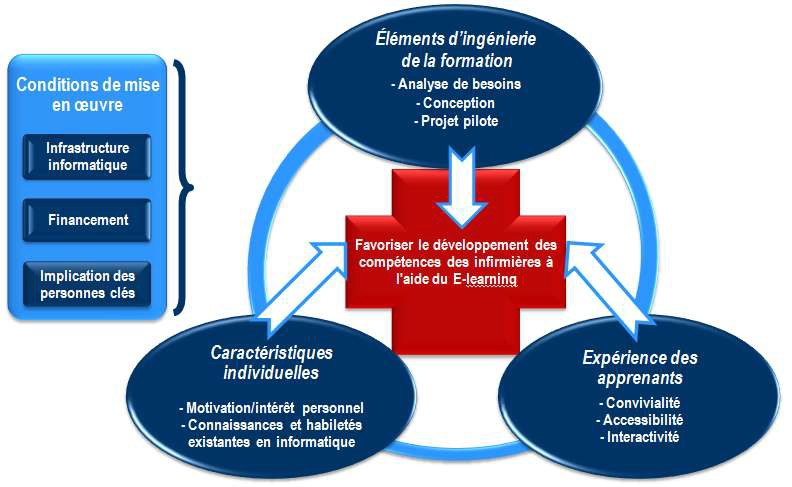 Conditions de mise
en œuvre
Infrastructure
informatique
Financement
Implication des
personnes clés
Éléments d'ingénierie
de la formation
- Analyse de besoins
- Conception
- Projet pilote
Favoriser le développement des
compétences des infirmières à
l'aide du E-learning
Caractéristiques
individuelles
- Motivation/intérêt personnel
- Connaissances et habiletés
existantes en informatique
Expérience des
apprenants
- Convivialité
- Accessibilité
- Interactivité